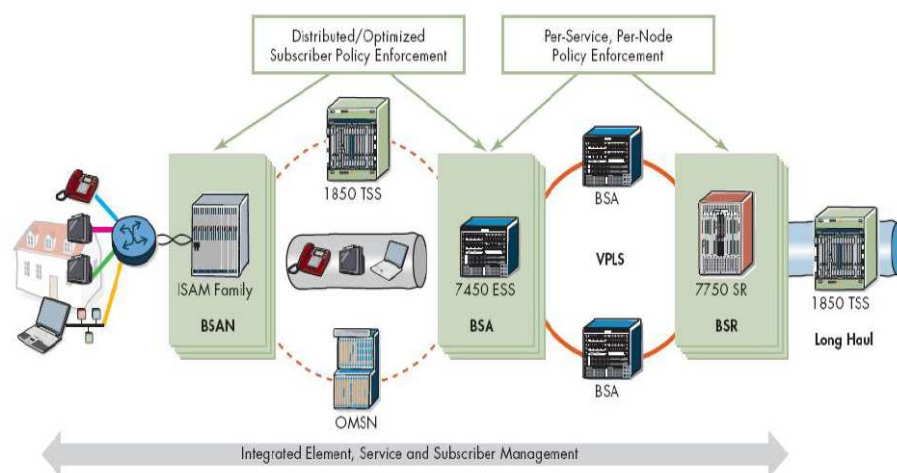 Distributed/Optimized
Subscriber Policy Enforcement
Per-Service, Per-Node
Policy Enforcement
1850 TSS
BSA
ISAM Family
BSAN
7450 ESS
BSA
VPLS
7750 SR
BSR
1850 TSS
Long Haul
OMSN
BSA
Integrated Element, Service and Subscriber Management